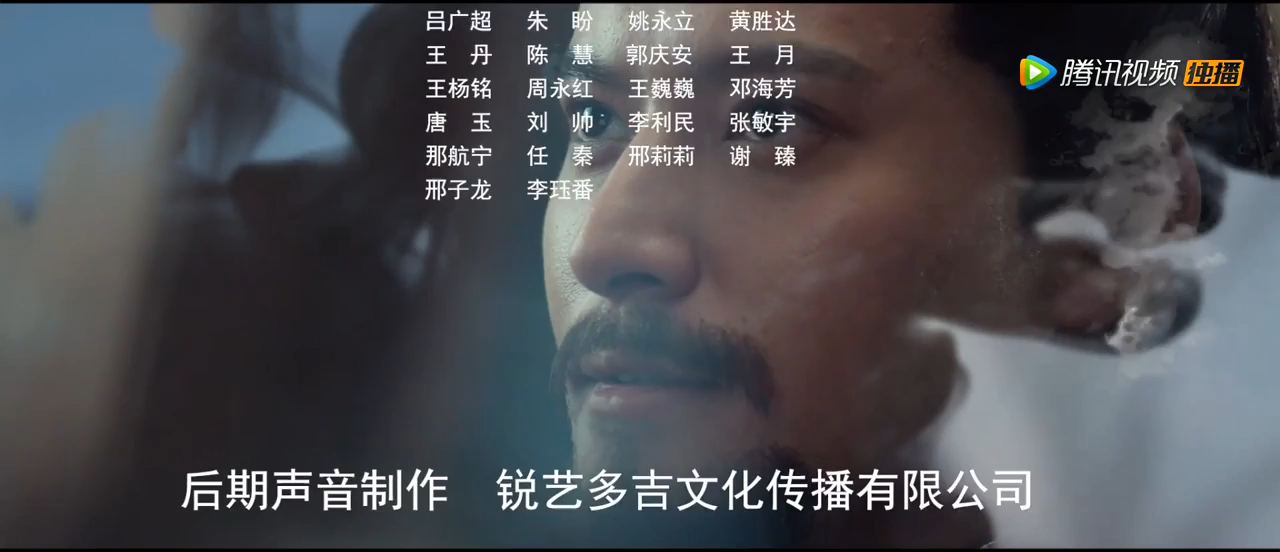 吕广超 朱 盼 姚永立 黄胜达
王 丹 陈 慧 郭庆安 王 月
腾讯视频 独播
王杨铭 周永红 王巍巍 邓海芳
唐 玉 刘 帅 李利民 张敏宇
那航宁 任 秦 邢莉莉 谢 臻
邢子龙 李珏番
后期声音制作 锐艺多吉文化传播有限公司